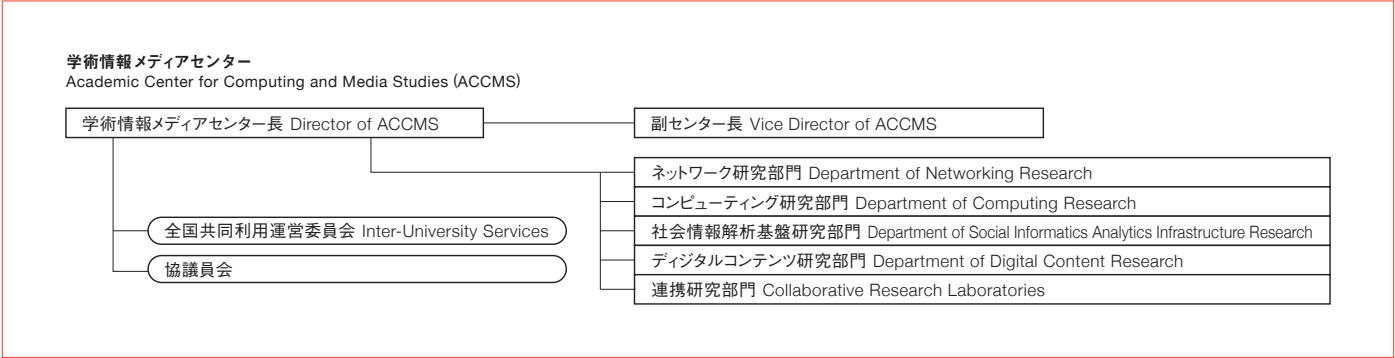 学術情報メディアセンター
Academic Center for Computing and Media Studies (ACCMS)
学術情報メディアセンター長 Director of ACCMS
副センター長 Vice Director of ACCMS
ネットワーク研究部門 Department of Networking Research
コンピューティング研究部門 Department of Computing Research
社会情報解析基盤研究部門 Department of Social Informatics Analytics Infrastructure Research
ディジタルコンテンツ研究部門 Department of Digital Content Research
連携研究部門 Collaborative Research Laboratories
全国共同利用運営委員会 Inter-University Services
協議員会